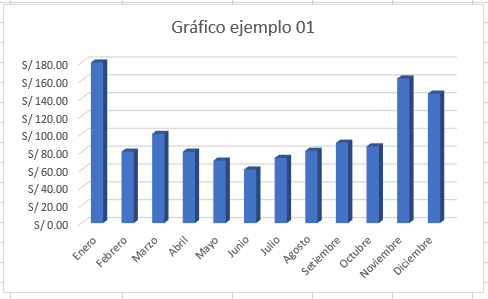 Gráfico ejemplo 01
S/ 180.00
S/ 160.00
S/ 140.00
S/ 120.00
S/ 100.00
S/ 80.00
S/ 60.00
S/ 40.00
S/ 20.00
S/ 0.00
Enero
Febrero
Marzo
Abril
Mayo
Junio
Julio
Agosto
Setiembre
Octubre
Noviembre
Diciembre